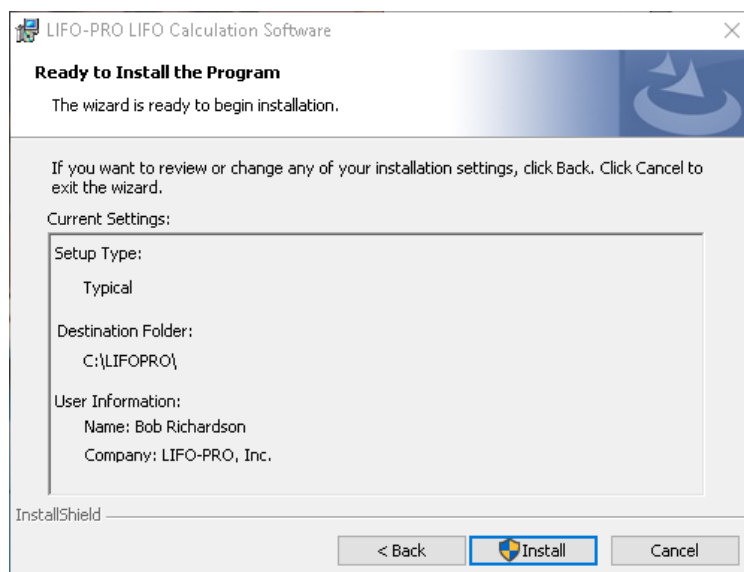 LIFO-PRO LIFO Calculation Software
Ready to Install the Program
The wizard is ready to begin installation.
If you want to review or change any of your installation settings, click Back. Click Cancel to
exit the wizard.
Current Settings:
Setup Type:
Typical
Destination Folder:
C:\LIFOPRO\
User Information:
Name: Bob Richardson
Company: LIFO-PRO, Inc.
InstallShield
< Back
Install
Cancel